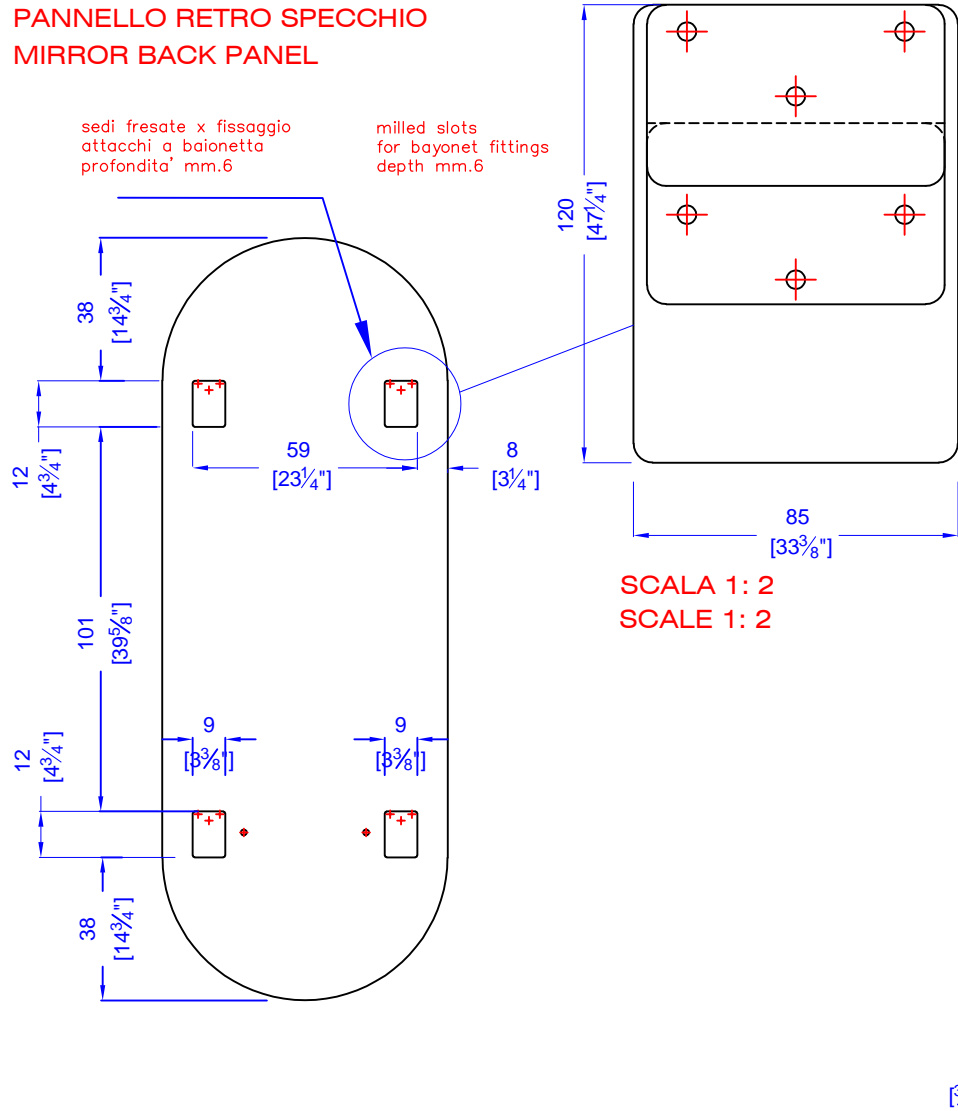 PANNELLO RETRO SPECCHIO
MIRROR BACK PANEL
sedi fresate x fissaggio
attacchi a baionetta
profondita' mm.6
milled slots
for bayonet fittings
depth mm.6
120
[47¼"]
85
[33⅜"]
SCALA 1: 2
SCALE 1: 2
38
[14¾"]
12
[4¾"]
59
[23¼"]
8
[3¼"]
101
[39⅝"]
9
[3⅜"]
9
[3⅜"]
12
[4¾"]
38
[14¾"]